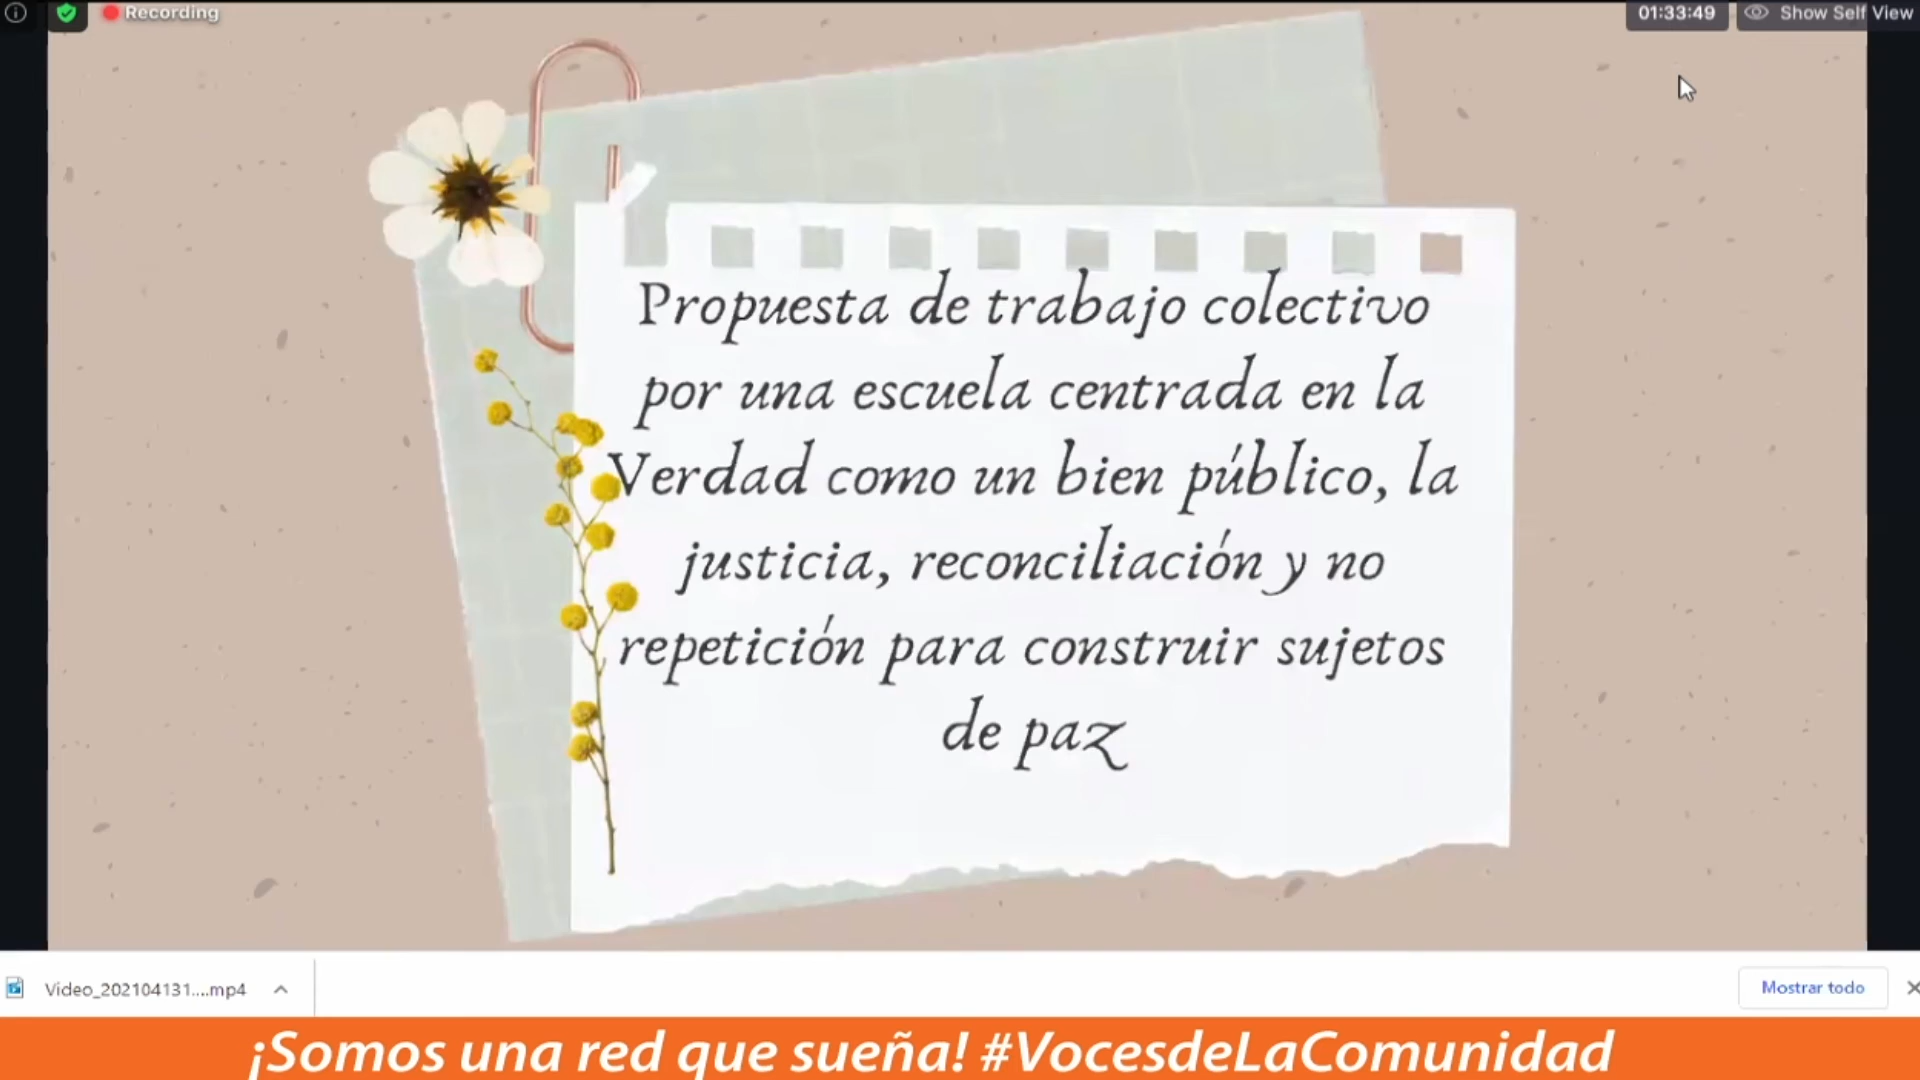 Recording
01:33:49
Show Self View
Propuesta de trabajo colectivo
por una escuela centrada en la
Verdad como un bien público, la
justicia, reconciliación y no
repetición para construir sujetos
de paz
Video_202104131....mp4
Mostrar todo
¡Somos una red que sueña! #VocesdeLaComunidad